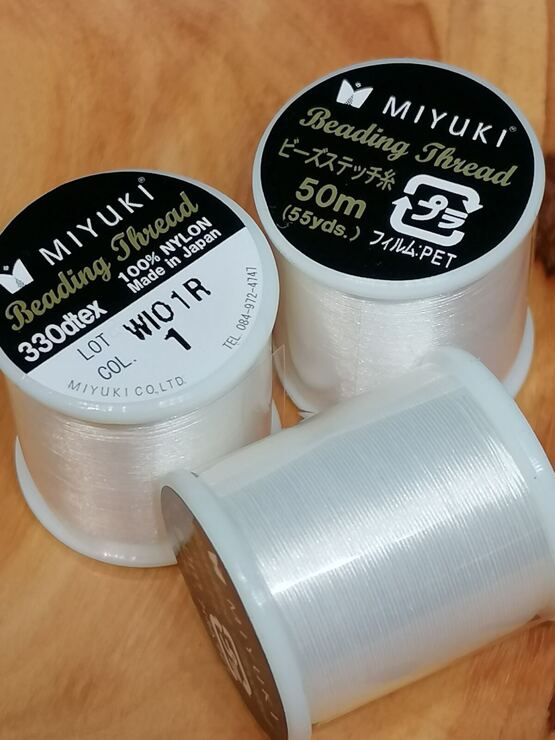 MIYUKI®
Beading Thread
100% NYLON
Made in Japan
330dtex
LOT WI01R
COL. 1
TEL 084-972-4747
MIYUKI CO., LTD.
MIYUKI®
Beading Thread
ビーズステッチ糸
50m
(55yds.)
プラ
フィルム:PET